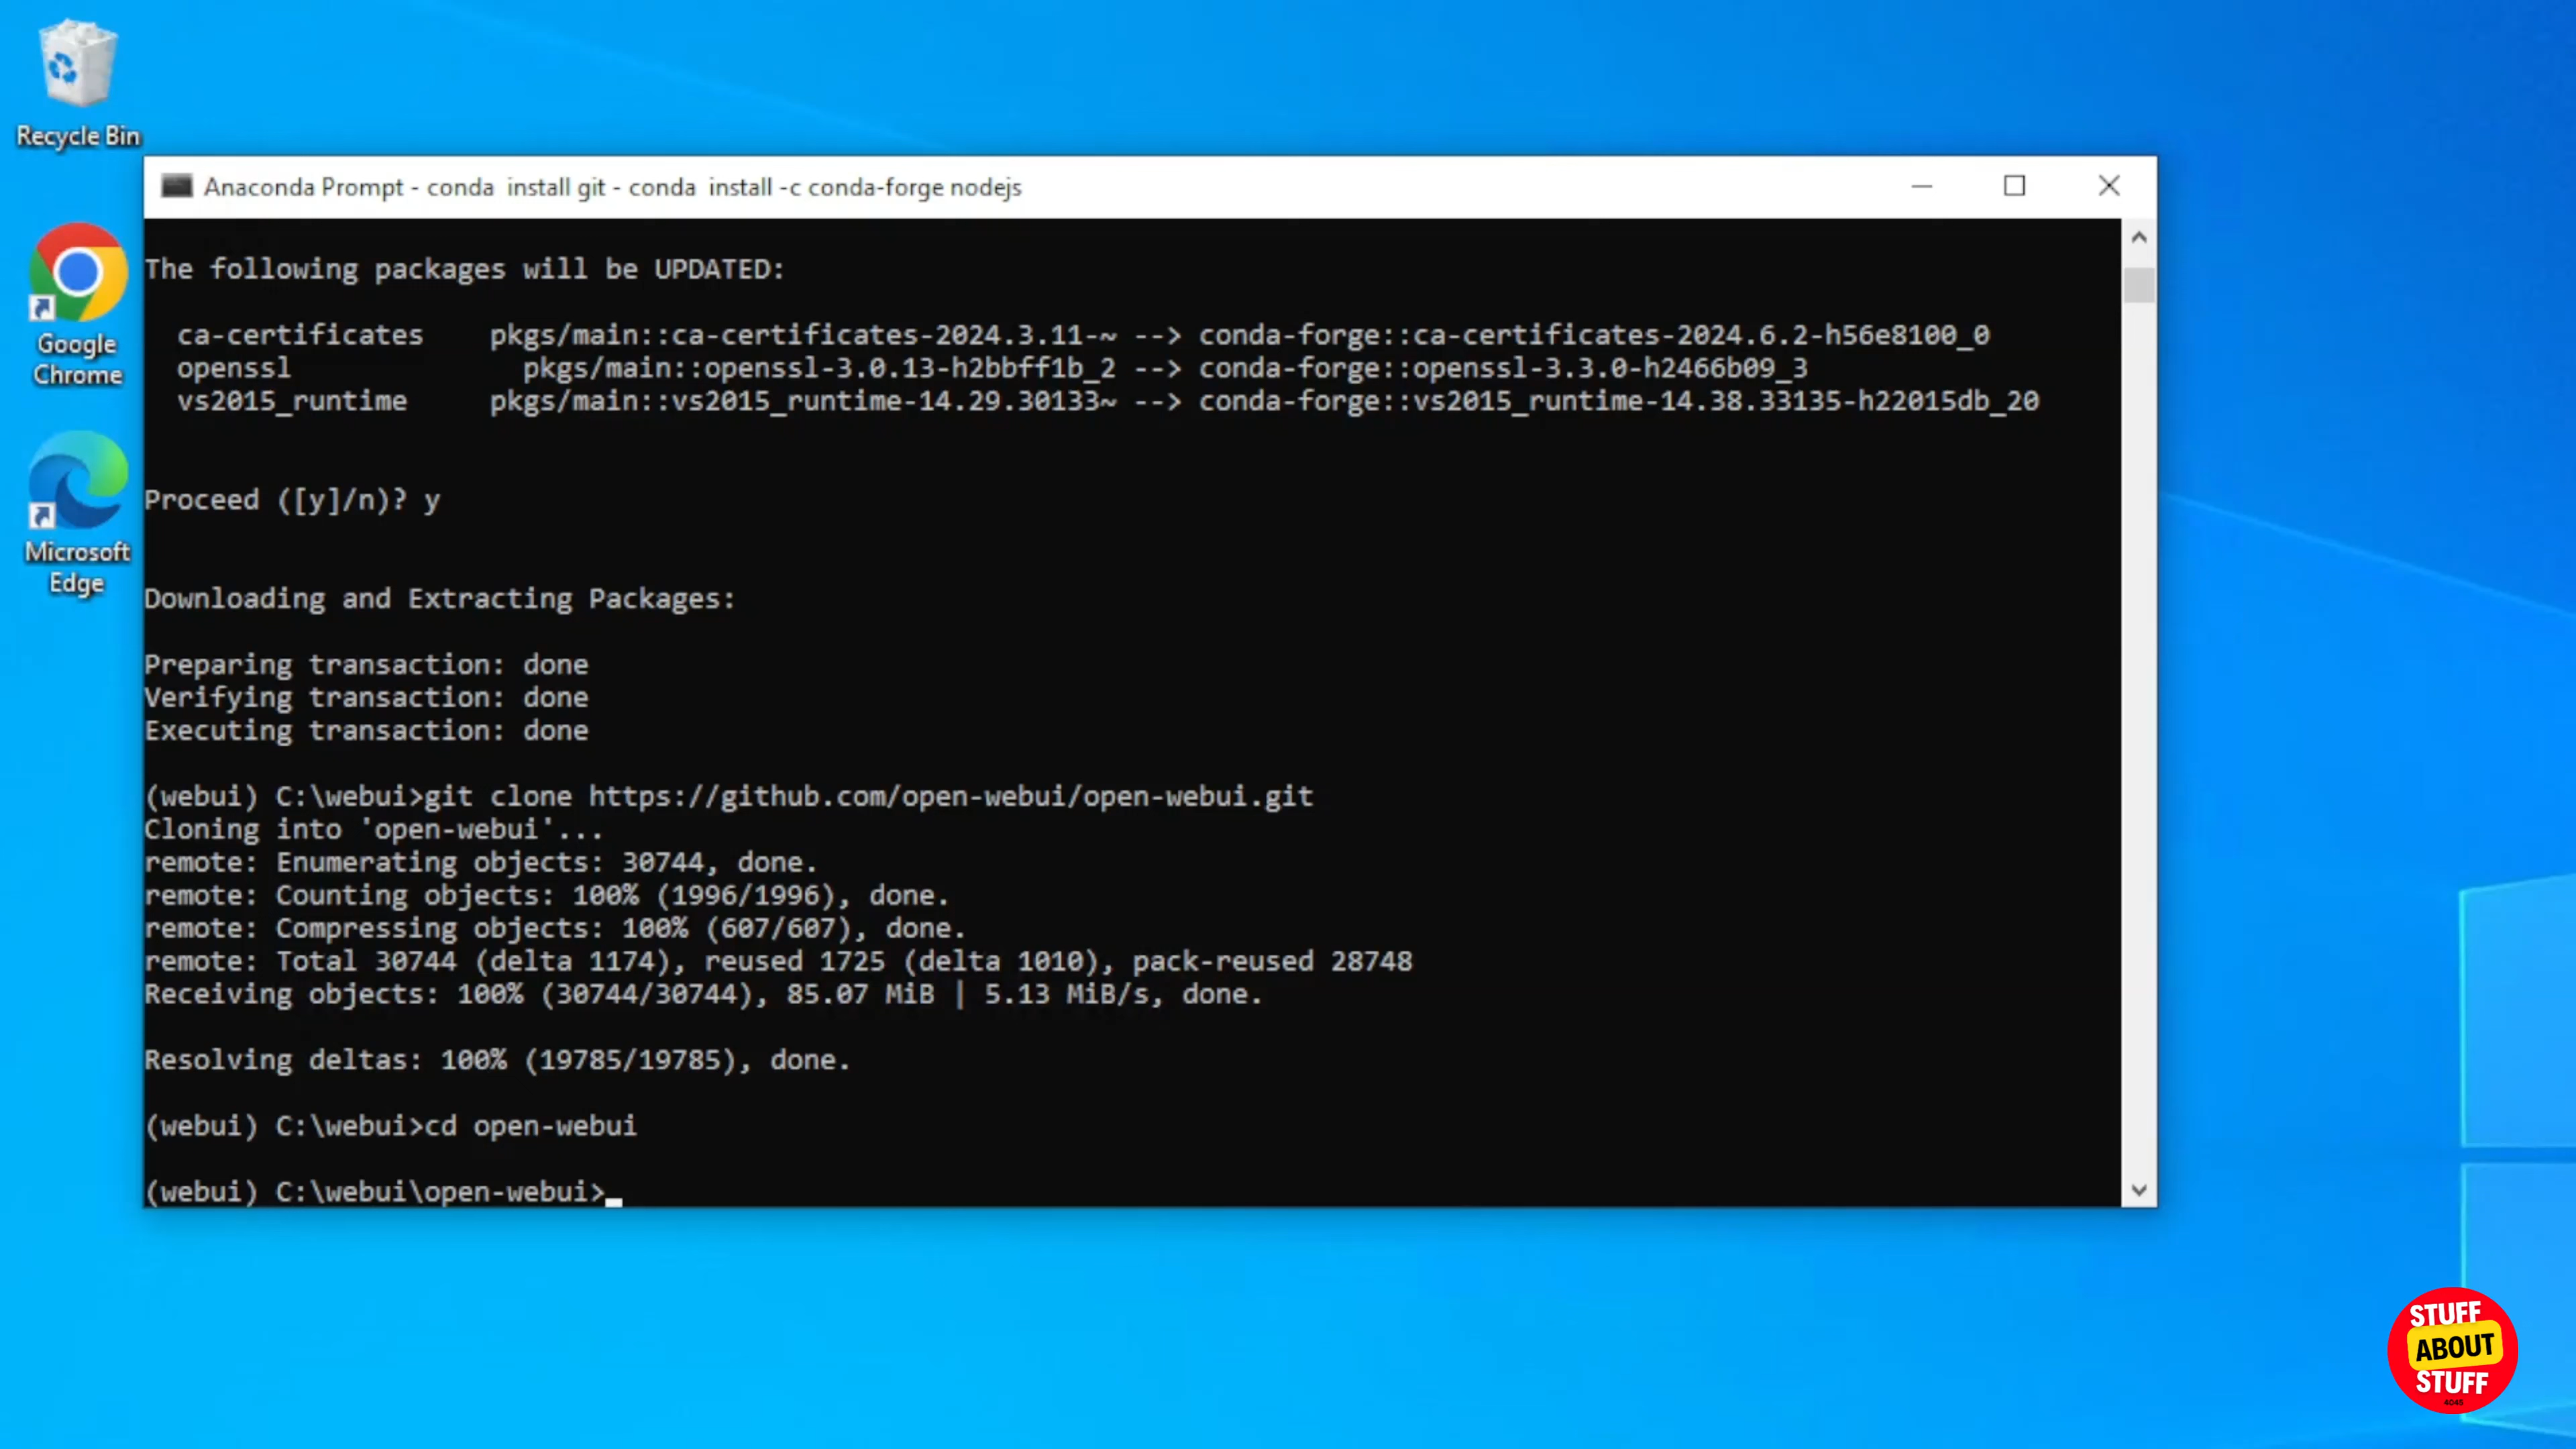 Recycle Bin
Google
Chrome
Microsoft
Edge
Anaconda Prompt - conda  install git - conda  install -c conda-forge nodejs
The following packages will be UPDATED:
ca-certificates    pkgs/main::ca-certificates-2024.3.11-~ --> conda-forge::ca-certificates-2024.6.2-h56e8100_0
openssl              pkgs/main::openssl-3.0.13-h2bbff1b_2 --> conda-forge::openssl-3.3.0-h2466b09_3
vs2015_runtime     pkgs/main::vs2015_runtime-14.29.30133~ --> conda-forge::vs2015_runtime-14.38.33135-h22015db_20
Proceed ([y]/n)? y
Downloading and Extracting Packages:
Preparing transaction: done
Verifying transaction: done
Executing transaction: done
(webui) C:\webui>git clone https://github.com/open-webui/open-webui.git
Cloning into 'open-webui'...
remote: Enumerating objects: 30744, done.
remote: Counting objects: 100% (1996/1996), done.
remote: Compressing objects: 100% (607/607), done.
remote: Total 30744 (delta 1174), reused 1725 (delta 1010), pack-reused 28748
Receiving objects: 100% (30744/30744), 85.07 MiB | 5.13 MiB/s, done.
Resolving deltas: 100% (19785/19785), done.
(webui) C:\webui>cd open-webui
(webui) C:\webui\open-webui>
STUFF
ABOUT
STUFF
4045